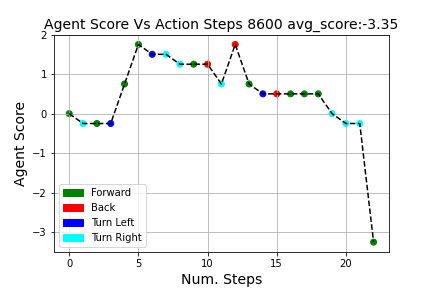 Agent Score Vs Action Steps 8600 avg_score:-3.35
Agent Score
2
1
0
−1
−2
−3
Forward
Back
Turn Left
Turn Right
0 5 10 15 20
Num. Steps